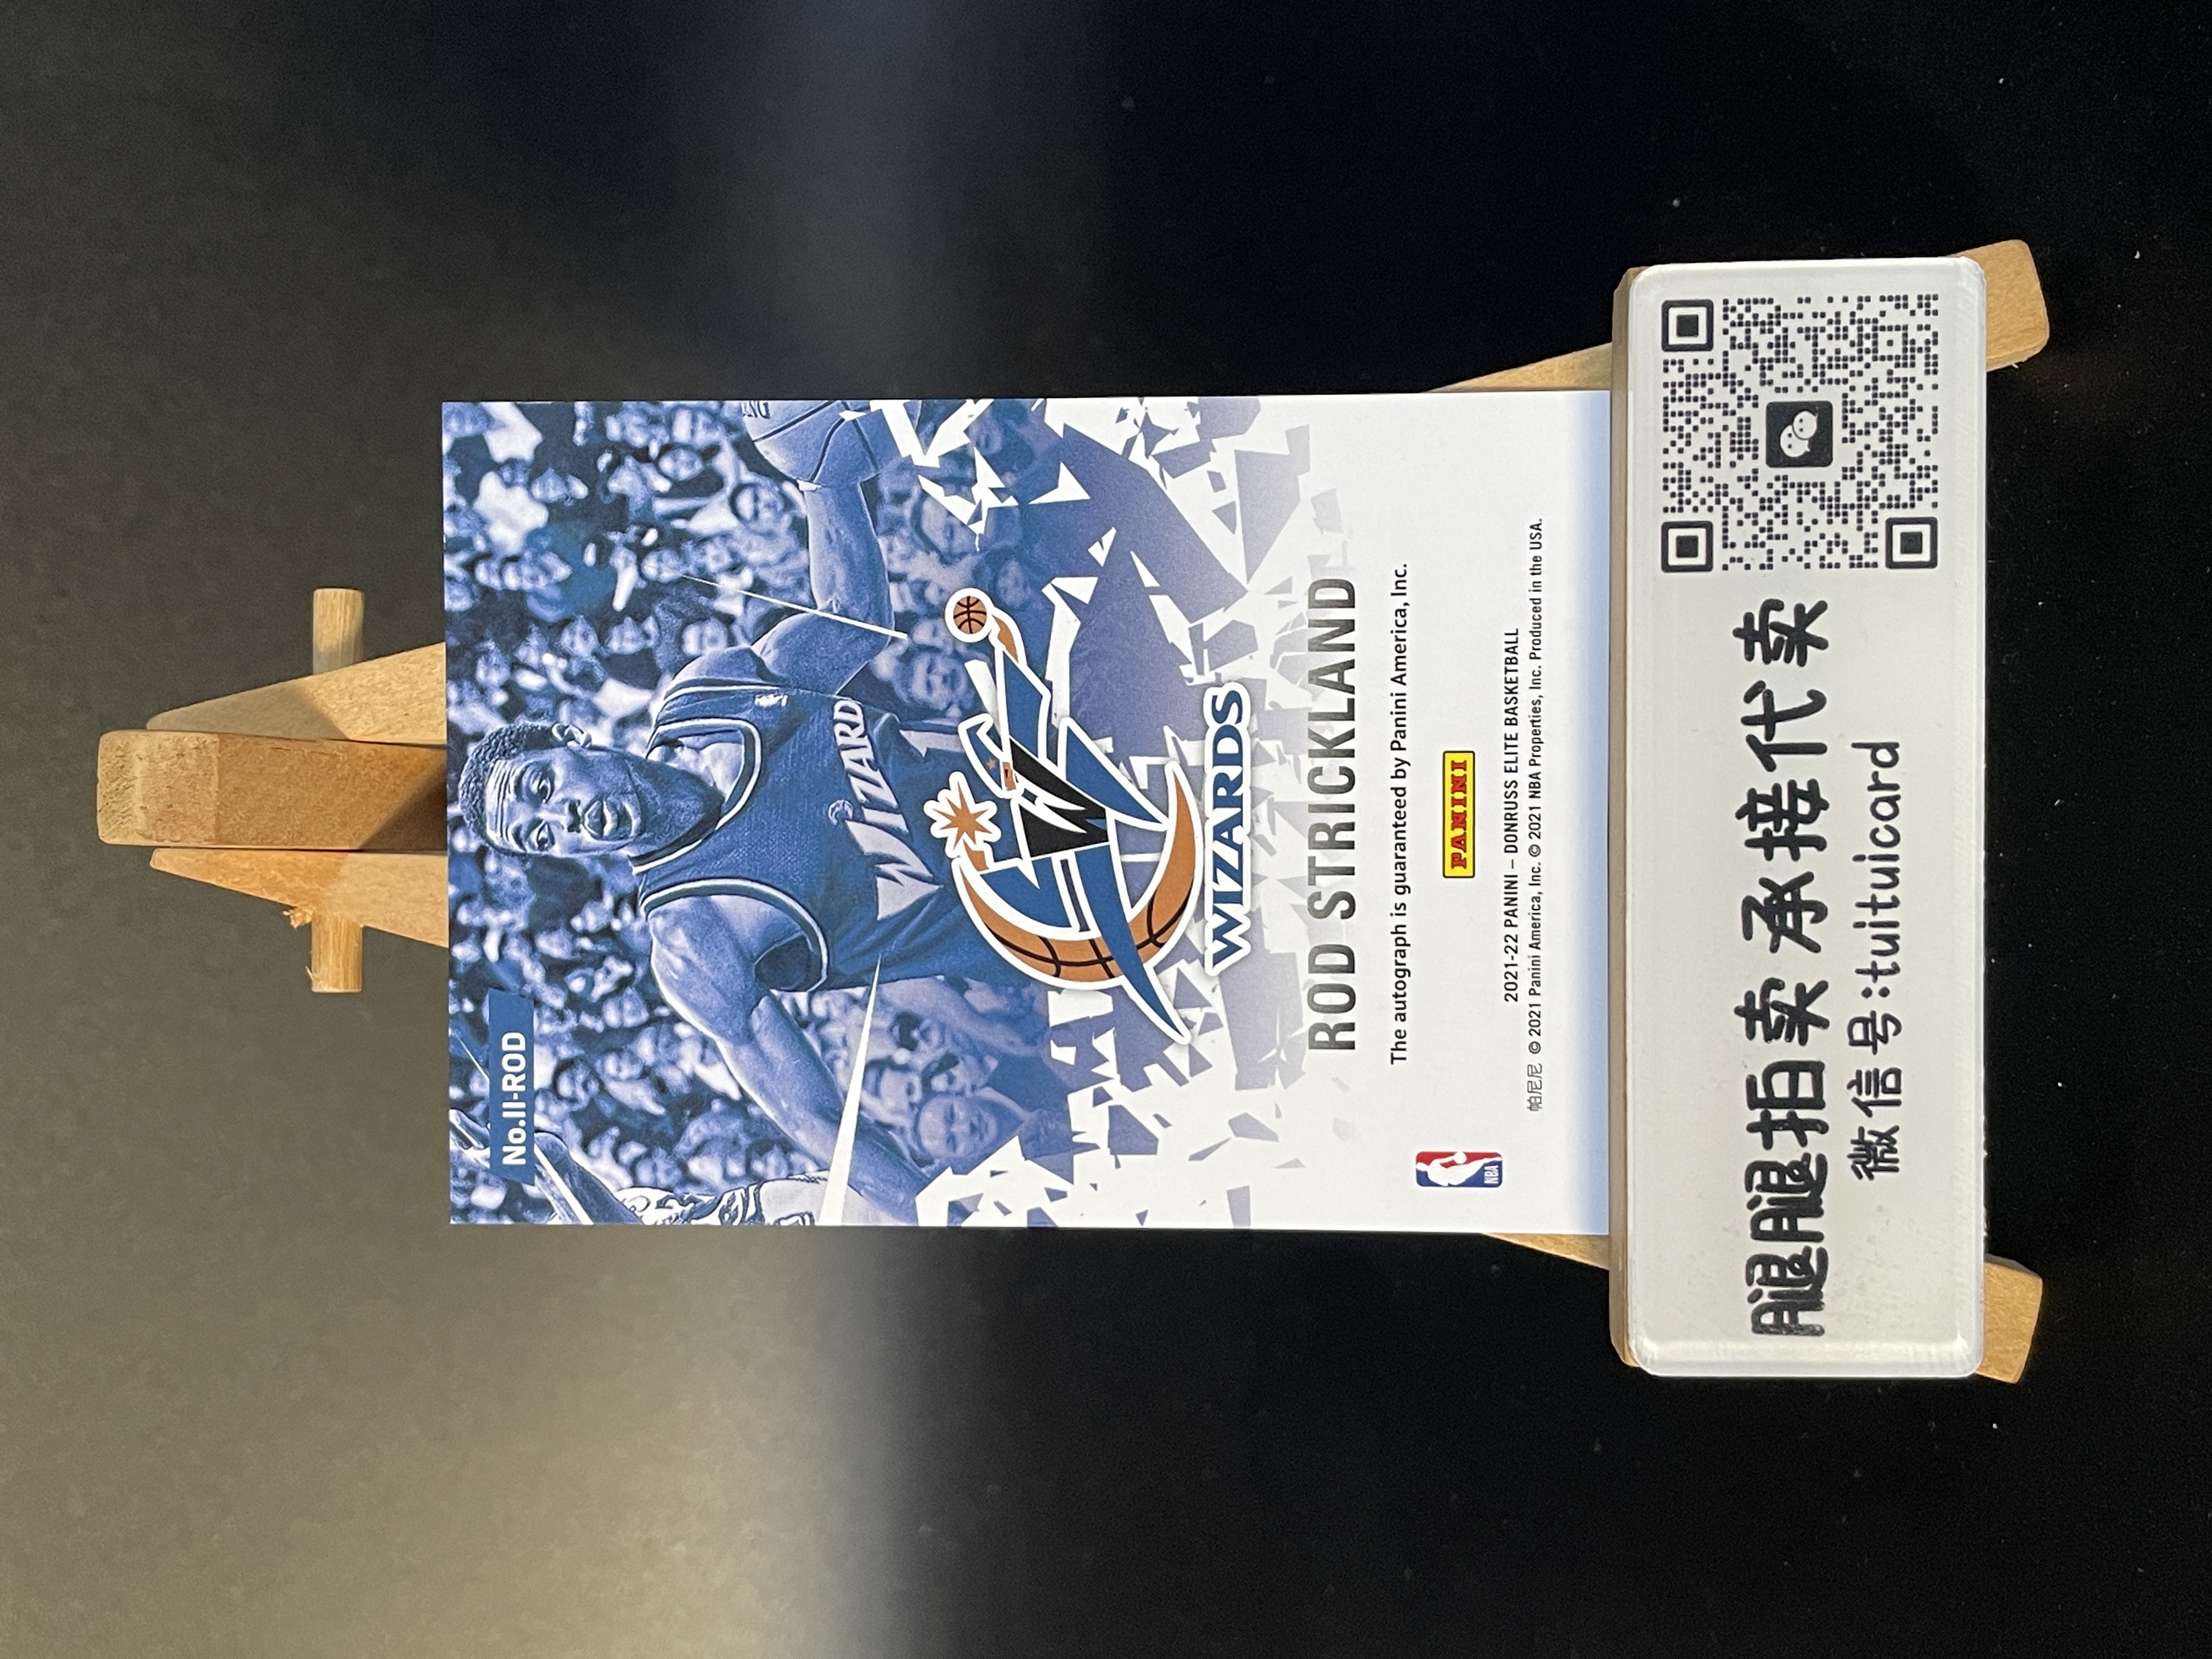 No.II-ROD
WIZARD
1
WIZARDS
ROD STRICKLAND
The autograph is guaranteed by Panini America, Inc.
PANINI
NBA
2021-22 PANINI – DONRUSS ELITE BASKETBALL
帕尼尼 © 2021 Panini America, Inc. © 2021 NBA Properties, Inc. Produced in the USA.
腿腿拍卖 承接代卖
微信号:tuituicard